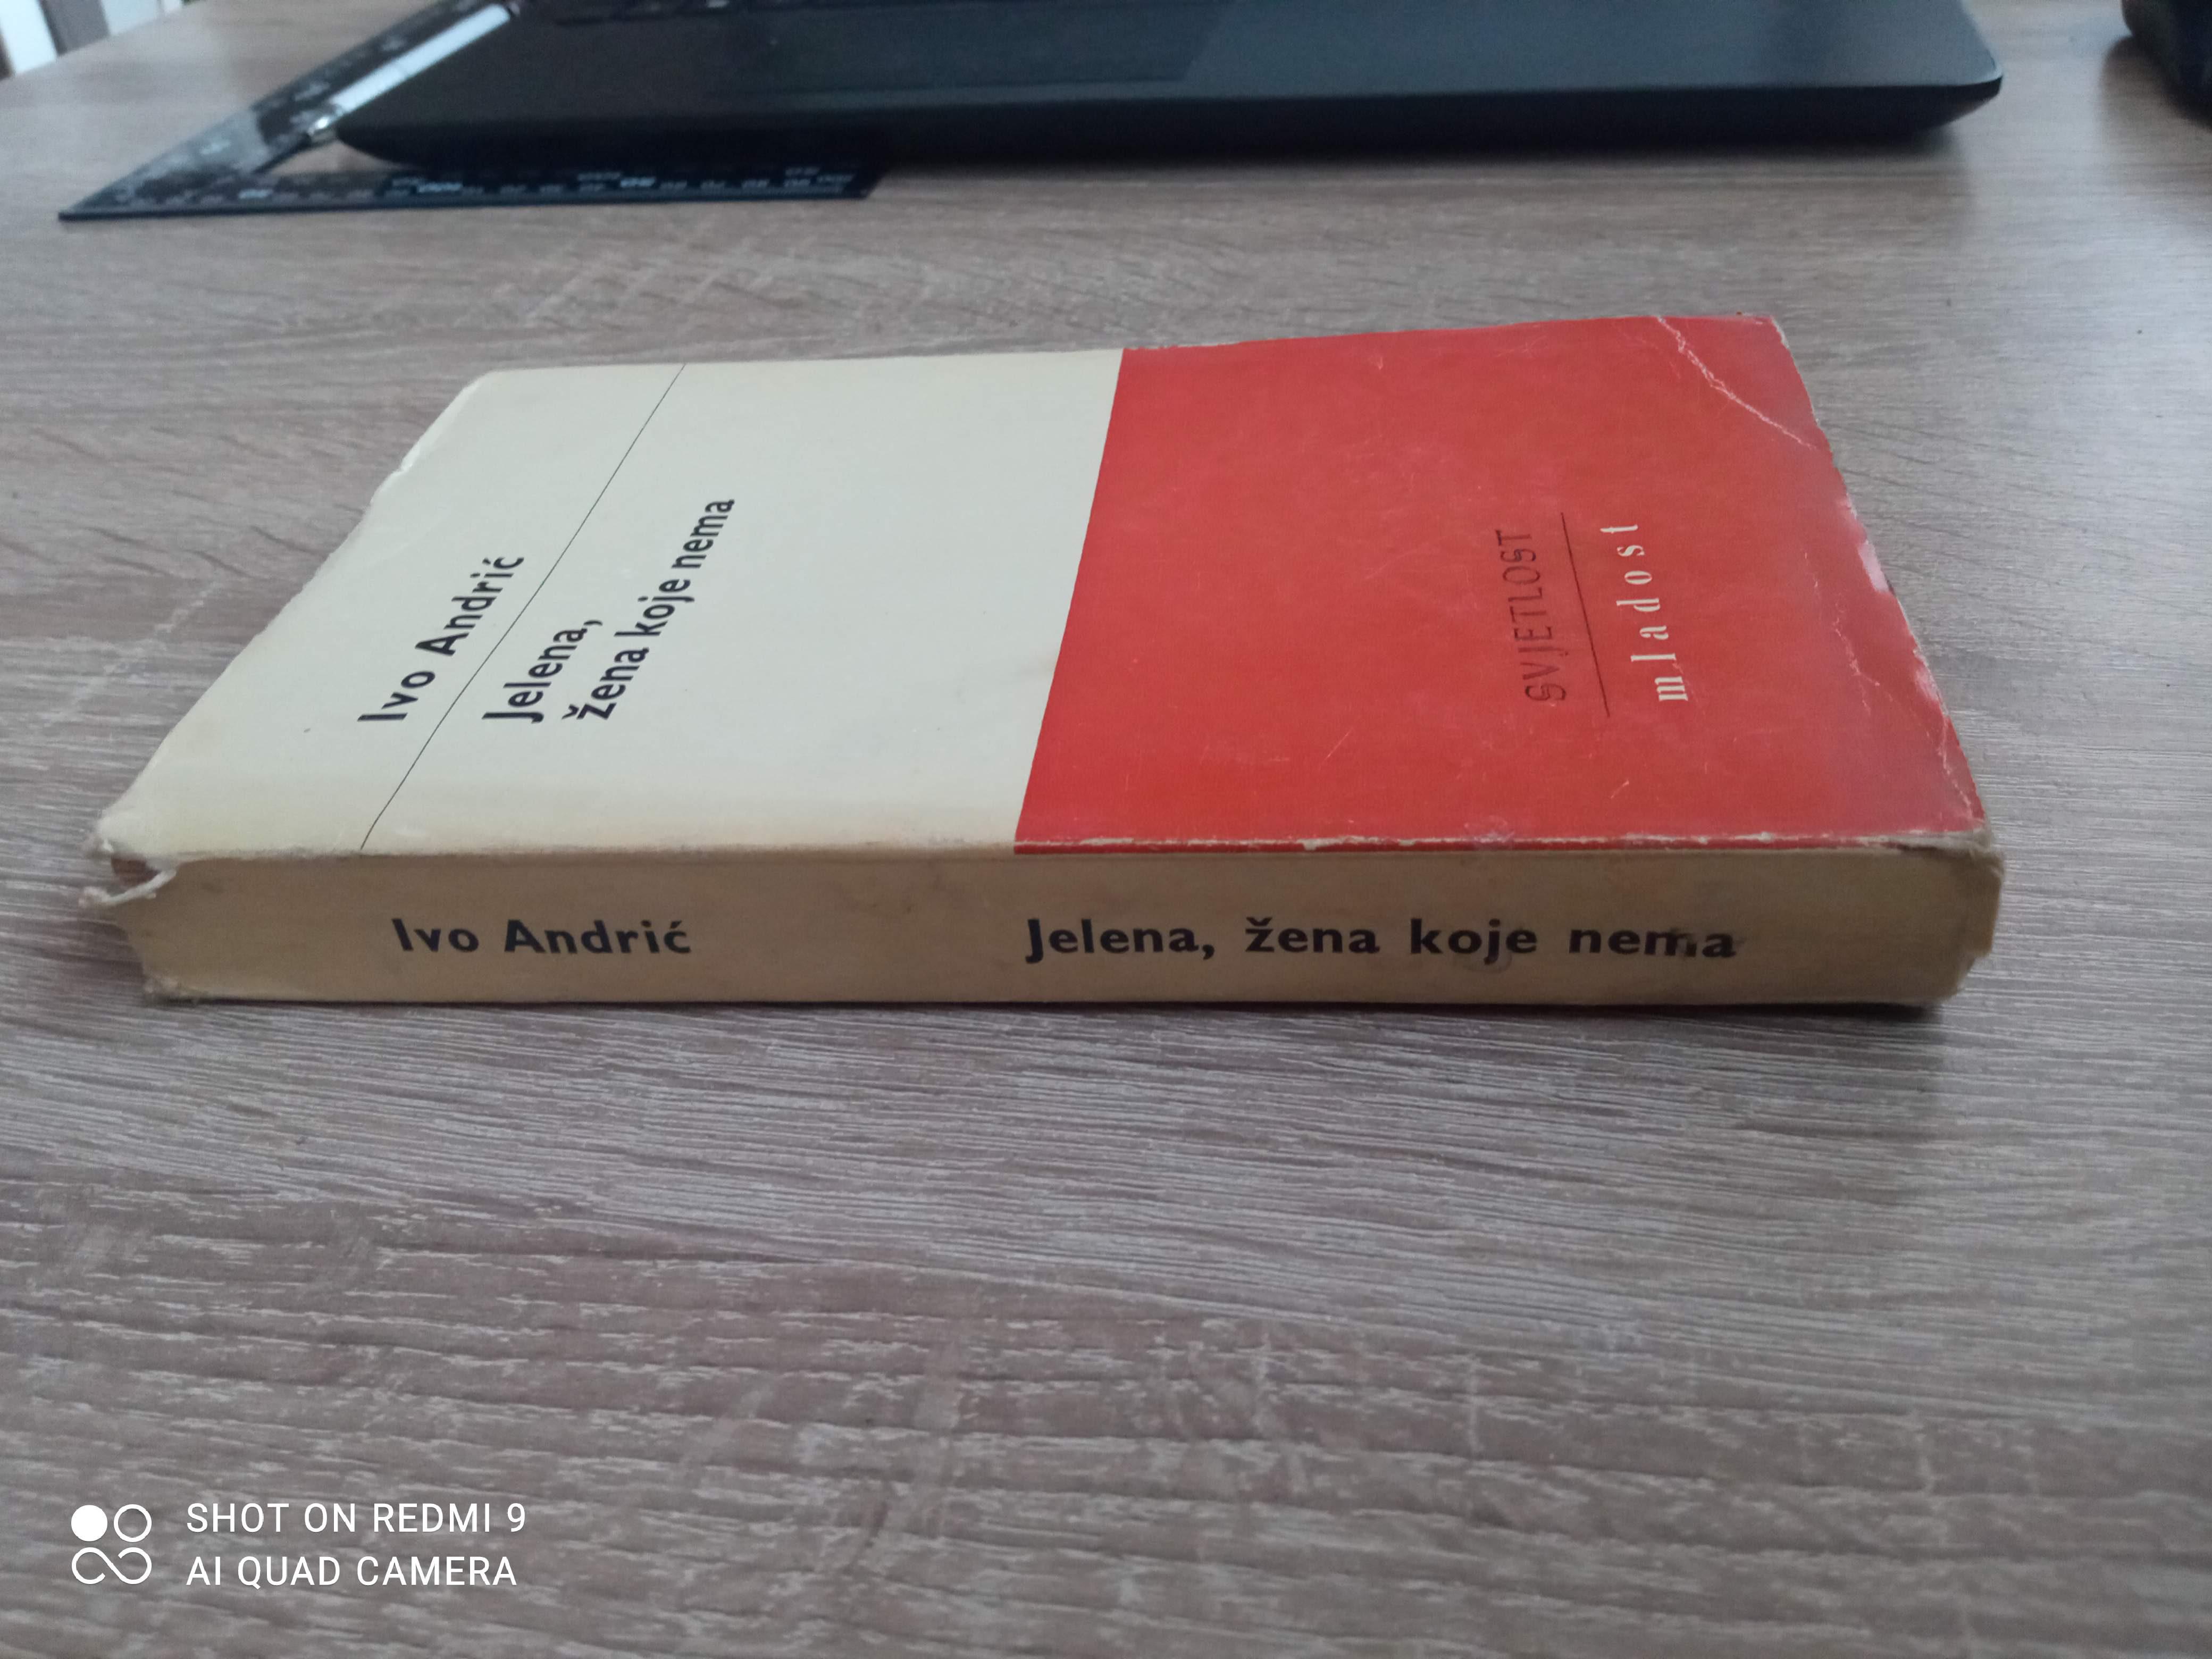 Ivo Andrić
Jelena,
žena koje nema
SVJETLOST
mladost
Ivo Andrić Jelena, žena koje nema
SHOT ON REDMI 9
AI QUAD CAMERA